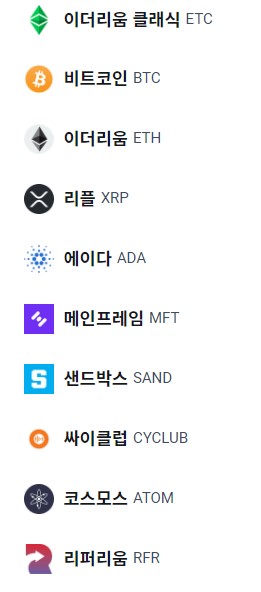 이더리움 클래식 ETC
비트코인 BTC
이더리움 ETH
리플 XRP
에이다 ADA
메인프레임 MFT
샌드박스 SAND
싸이클럽 CYCLUB
코스모스 ATOM
리퍼리움 RFR